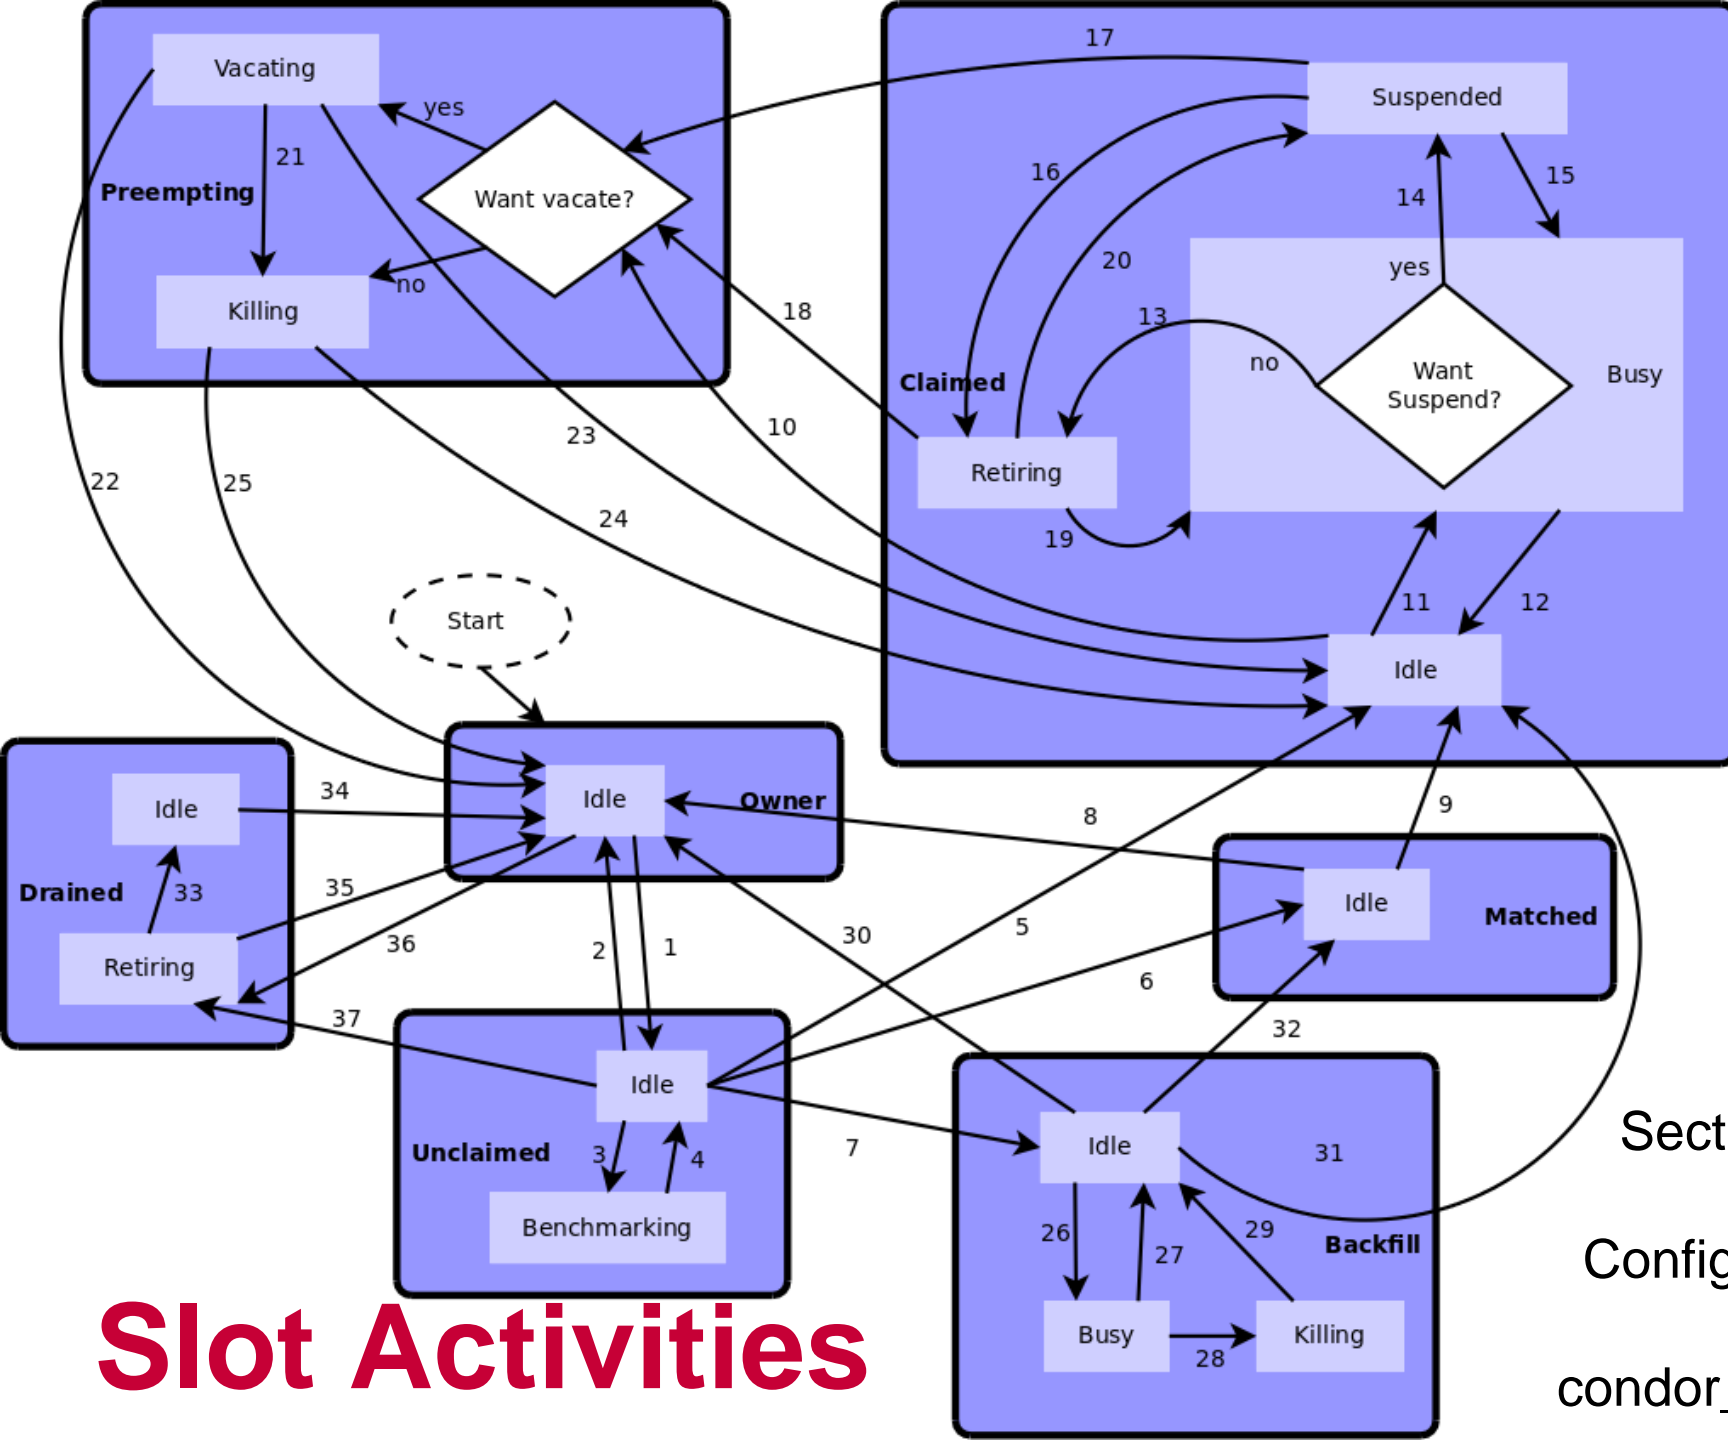 17
Vacating
Suspended
yes
21
Preempting
Want vacate?
16
15
14
20
yes
no
Killing
18
13
no
Want
Suspend?
Busy
Claimed
10
23
22
25
Retiring
24
19
Start
11
12
Idle
34
Idle
Idle
Owner
8
9
Drained
33
35
36
Retiring
2
1
30
5
6
Idle
Matched
37
32
Idle
7
Unclaimed
3
4
Idle
31
Sect
Benchmarking
26
27
29
Backfill
Config
Busy
28
Killing
Slot Activities
condor_